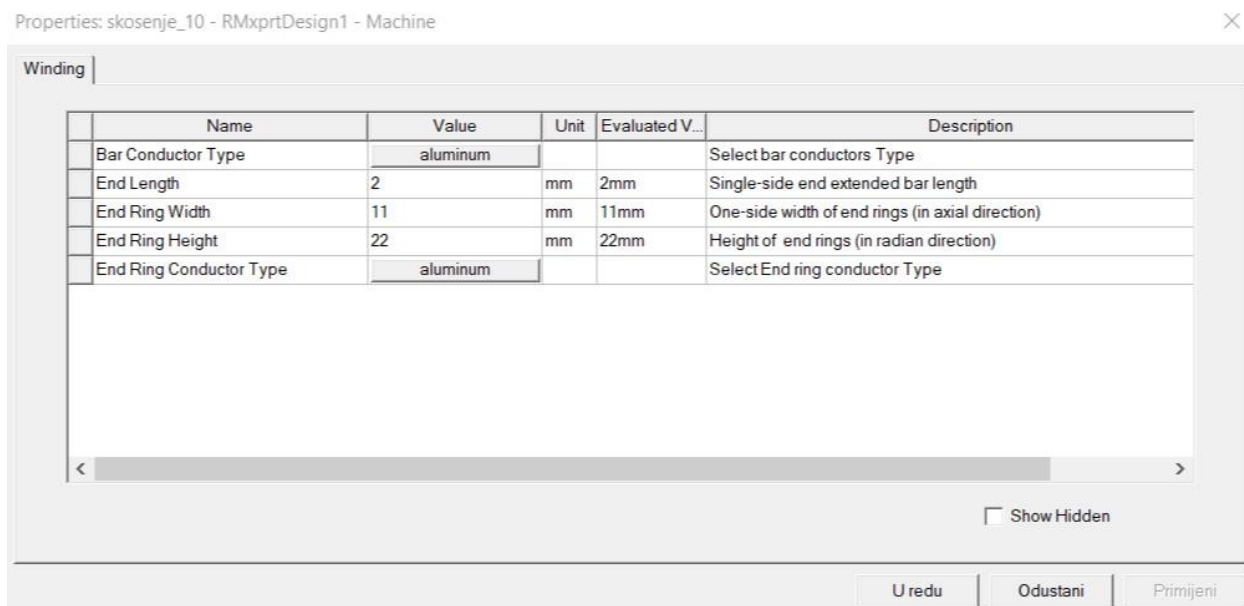 Properties: skosenje_10 - RMxprtDesign1 - Machine
Winding
Name Value Unit Evaluated V... Description
Bar Conductor Type aluminum Select bar conductors Type
End Length 2 mm 2mm Single-side end extended bar length
End Ring Width 11 mm 11mm One-side width of end rings (in axial direction)
End Ring Height 22 mm 22mm Height of end rings (in radian direction)
End Ring Conductor Type aluminum Select End ring conductor Type
Show Hidden
U redu Odustani Primijeni